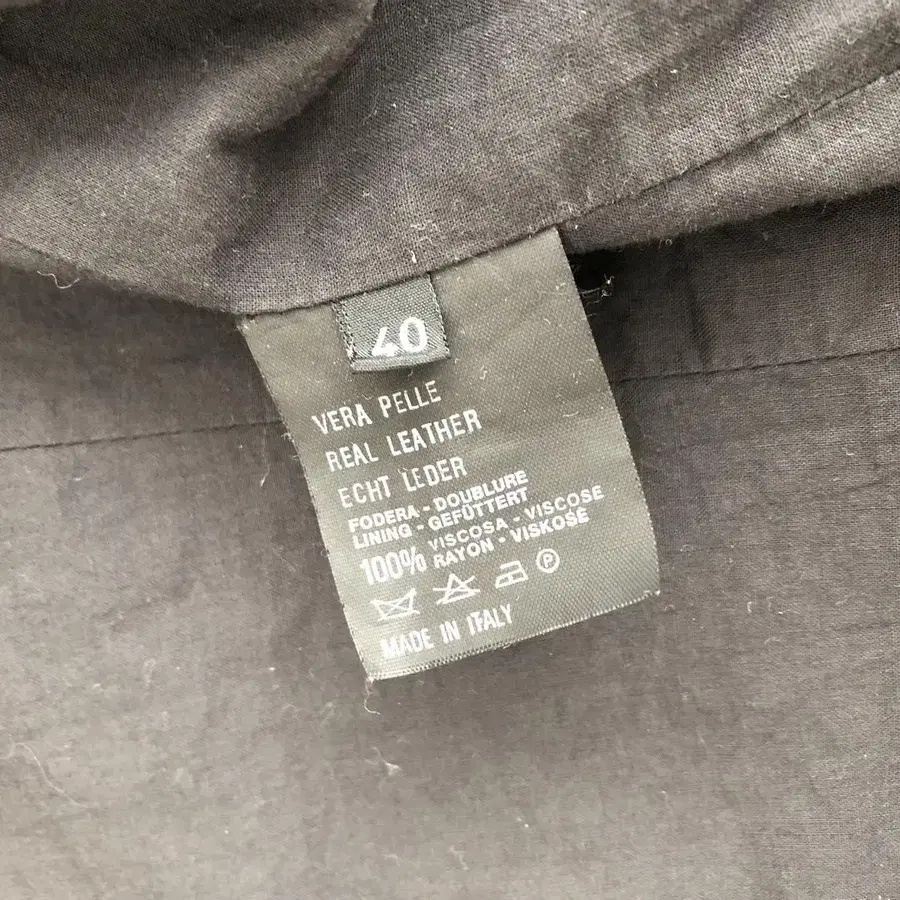 40
VERA PELLE
REAL LEATHER
ECHT LEDER
FODERA - DOUBLURE
LINING - GEFÜTTERT
100% VISCOSA - VISCOSE
RAYON - VISKOSE
P
MADE IN ITALY